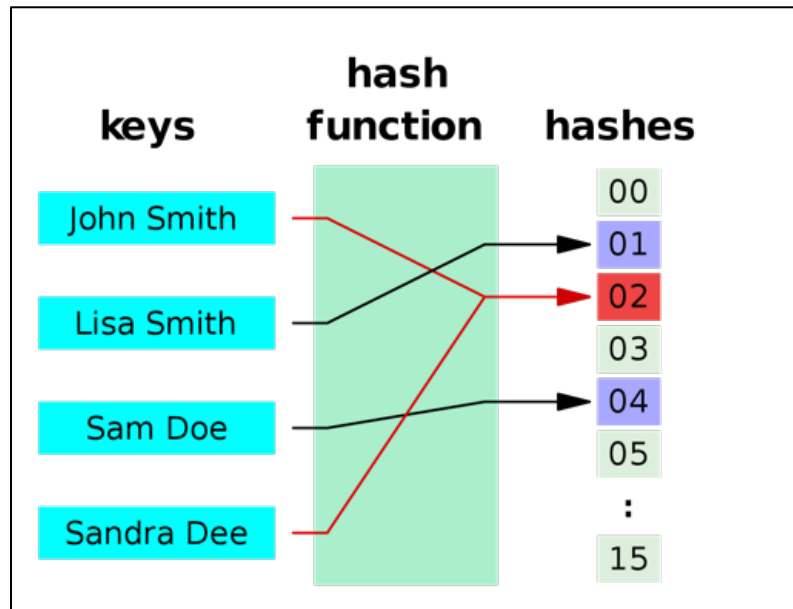 keys
hash
function
hashes
John Smith
Lisa Smith
Sam Doe
Sandra Dee
00
01
02
03
04
05
:
15